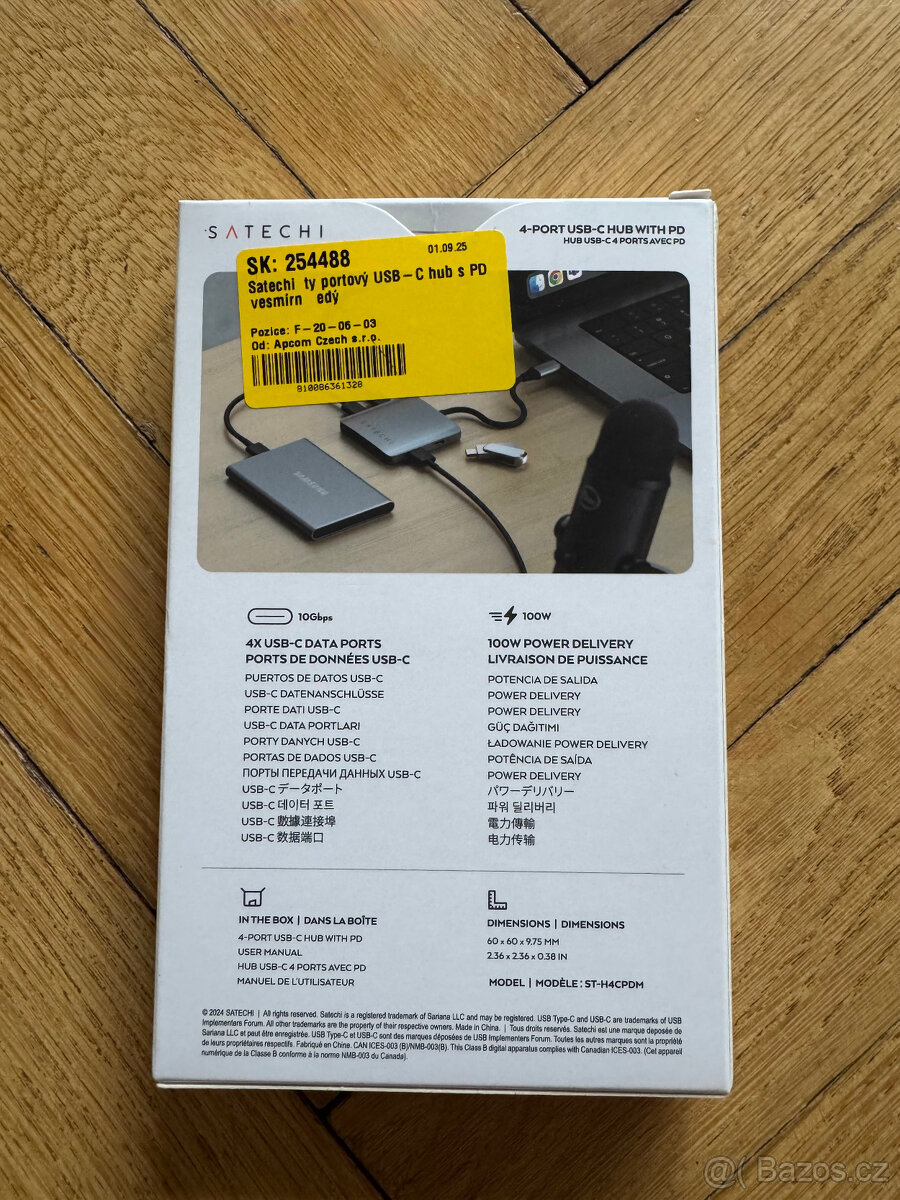 SATECHI
4-PORT USB-C HUB WITH PD
HUB USB-C 4 PORTS AVEC PD
SK: 254488
01.09.25
Satechi ty portový USB-C hub s PD
vesmirn edý
Pozice: F-20-06-03
Od: Apcom Czech s.r.o.
810086361328
SATECHI
SAMSUNG
10Gbps
4X USB-C DATA PORTS
PORTS DE DONNÉES USB-C
PUERTOS DE DATOS USB-C
USB-C DATENANSCHLÜSSE
PORTE DATI USB-C
USB-C DATA PORTLARI
PORTY DANYCH USB-C
PORTAS DE DADOS USB-C
ПОРТЫ ПЕРЕДАЧИ ДАННЫХ USB-C
USB-C データポート
USB-C 데이터 포트
USB-C 數據連接埠
USB-C 数据端口
100W
100W POWER DELIVERY
LIVRAISON DE PUISSANCE
POTENCIA DE SALIDA
POWER DELIVERY
POWER DELIVERY
GÜÇ DAĞITIMI
ŁADOWANIE POWER DELIVERY
POTÊNCIA DE SAÍDA
POWER DELIVERY
パワーデリバリー
파워 딜리버리
電力傳輸
电力传输
IN THE BOX | DANS LA BOÎTE
4-PORT USB-C HUB WITH PD
USER MANUAL
HUB USB-C 4 PORTS AVEC PD
MANUEL DE L'UTILISATEUR
DIMENSIONS | DIMENSIONS
60 x 60 x 9.75 MM
2.36 x 2.36 x 0.38 IN
MODEL | MODÈLE : ST-H4CPDM
© 2024 SATECHI | All rights reserved. Satechi is a registered trademark of Sariana LLC and may be registered. USB Type-C and USB-C are trademarks of USB
Implementers Forum. All other trademarks are the property of their respective owners. Made in China. | Tous droits reservés. Satechi est une marque deposée de
Sariana LLC et peut être enregistrée. USB Type-C et USB-C sont des marques déposées de USB Implementers Forum. Toutes les autres marques sont la propriété
de leurs propriétaires respectifs. Fabriqué en Chine. CAN ICES-003 (B)/NMB-003(B). This Class B digital apparatus complies with Canadian ICES-003. (Cet appareil
numérique de la Classe B conforme à la norme NMB-003 du Canada).
@( Bazos.cz